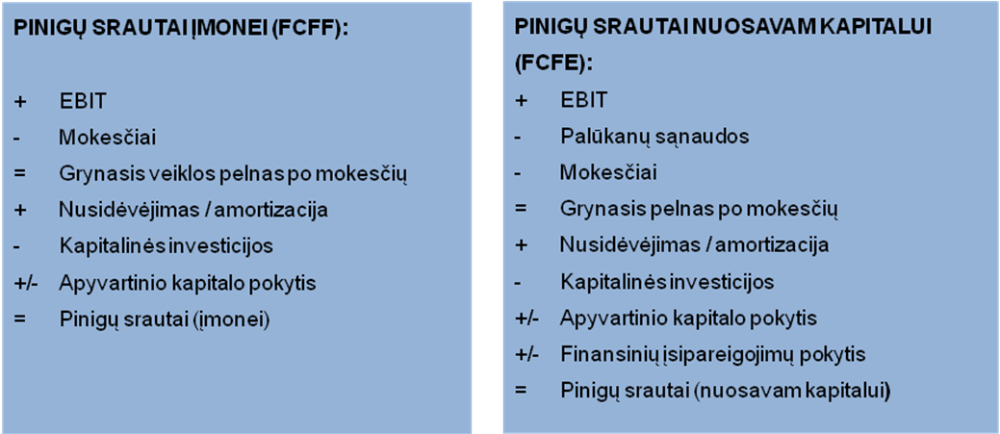 PINIGŲ SRAUTAI ĮMONEI (FCFF):
+ EBIT
- Mokesčiai
= Grynasis veiklos pelnas po mokesčių
+ Nusidėvėjimas / amortizacija
- Kapitalinės investicijos
+/- Apyvartinio kapitalo pokytis
= Pinigų srautai (įmonei)
PINIGŲ SRAUTAI NUOSAVAM KAPITALUI
(FCFE):
+ EBIT
- Palūkanų sąnaudos
- Mokesčiai
= Grynasis pelnas po mokesčių
+ Nusidėvėjimas / amortizacija
- Kapitalinės investicijos
+/- Apyvartinio kapitalo pokytis
+/- Finansinių įsipareigojimų pokytis
= Pinigų srautai (nuosavam kapitalui)